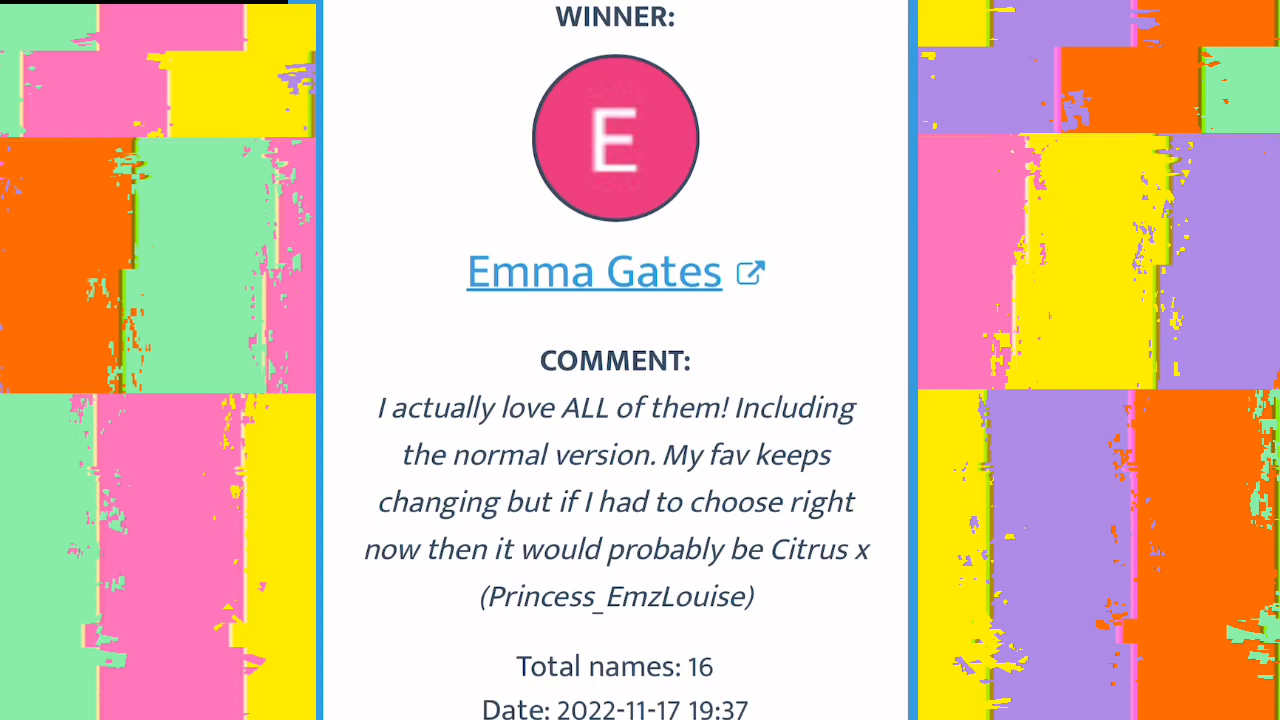 WINNER:
E
Emma Gates
COMMENT:
I actually love ALL of them! Including
the normal version. My fav keeps
changing but if I had to choose right
now then it would probably be Citrus x
(Princess_EmzLouise)
Total names: 16
Date: 2022-11-17 19:37